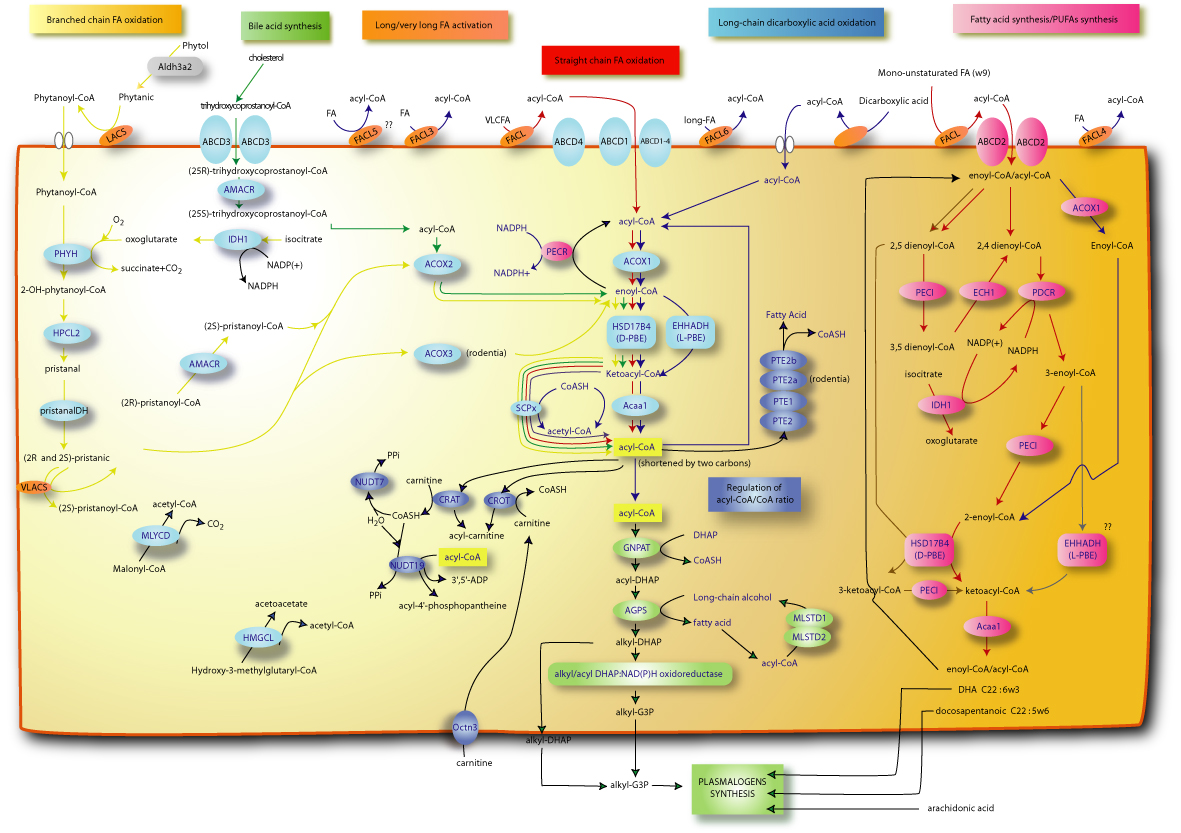 Branched chain FA oxidation
Bile acid synthesis
Long/very long FA activation
Straight chain FA oxidation
Long-chain dicarboxylic acid oxidation
Fatty acid synthesis/PUFAs synthesis
Phytol
Aldh3a2
Phytanoyl-CoA
Phytanic
LACS
cholesterol
trihydroxycoprostanoyl-CoA
ABCD3
ABCD3
FA
acyl-CoA
FACL5
??
FA
acyl-CoA
FACL3
VLCFA
acyl-CoA
FACL
ABCD4
ABCD1
ABCD1-4
long-FA
acyl-CoA
FACL6
acyl-CoA
Dicarboxylic acid
Mono-unstaturated FA (w9)
acyl-CoA
FACL
ABCD2
ABCD2
FA
acyl-CoA
FACL4
Phytanoyl-CoA
O2
oxoglutarate
PHYH
succinate+CO2
2-OH-phytanoyl-CoA
HPCL2
pristanal
pristanalDH
(2R and 2S)-pristanic
VLACS
(2S)-pristanoyl-CoA
(25R)-trihydroxycoprostanoyl-CoA
AMACR
(25S)-trihydroxycoprostanoyl-CoA
IDH1
isocitrate
NADP(+)
NADPH
(2S)-pristanoyl-CoA
AMACR
(2R)-pristanoyl-CoA
acyl-CoA
ACOX2
ACOX3
(rodentia)
NADPH
PECR
NADPH+
acyl-CoA
acyl-CoA
ACOX1
enoyl-CoA
HSD17B4
(D-PBE)
EHHADH
(L-PBE)
Ketoacyl-CoA
CoASH
SCPx
Acaa1
acetyl-CoA
acyl-CoA
(shortened by two carbons)
Fatty Acid
CoASH
PTE2b
PTE2a
(rodentia)
PTE1
PTE2
Regulation of
acyl-CoA/CoA ratio
PPi
NUDT7
carnitine
CRAT
CROT
CoASH
carnitine
H2O
CoASH
acyl-carnitine
NUDT19
acyl-CoA
3',5'-ADP
PPi
acyl-4'-phosphopantheine
acetyl-CoA
MLYCD
CO2
Malonyl-CoA
acetoacetate
HMGCL
acetyl-CoA
Hydroxy-3-methylglutaryl-CoA
Octn3
carnitine
acyl-CoA
GNPAT
DHAP
CoASH
acyl-DHAP
AGPS
Long-chain alcohol
fatty acid
MLSTD1
MLSTD2
acyl-CoA
alkyl-DHAP
alkyl/acyl DHAP:NAD(P)H oxidoreductase
alkyl-G3P
alkyl-DHAP
alkyl-G3P
PLASMALOGENS
SYNTHESIS
enoyl-CoA/acyl-CoA
ACOX1
Enoyl-CoA
2,5 dienoyl-CoA
2,4 dienoyl-CoA
PECI
ECH1
PDCR
3,5 dienoyl-CoA
NADP(+)
NADPH
isocitrate
IDH1
oxoglutarate
3-enoyl-CoA
PECI
2-enoyl-CoA
HSD17B4
(D-PBE)
??
EHHADH
(L-PBE)
3-ketoacyl-CoA
PECI
ketoacyl-CoA
Acaa1
enoyl-CoA/acyl-CoA
DHA C22:6w3
docosapentanoic C22:5w6
arachidonic acid